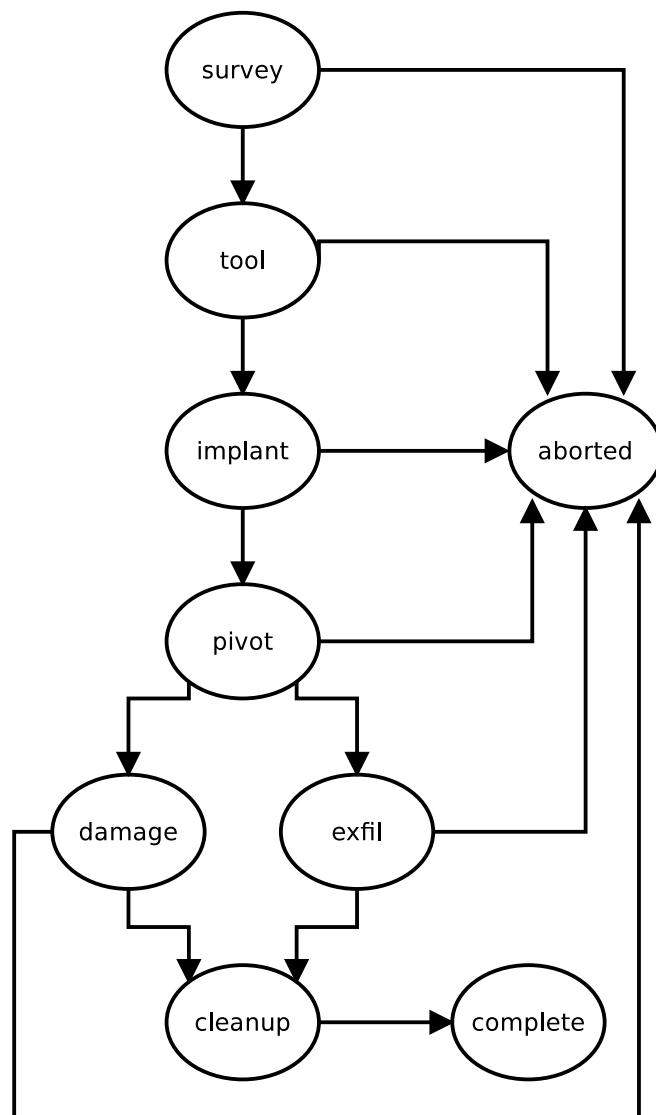 survey
tool
implant
aborted
pivot
damage
exfil
cleanup
complete